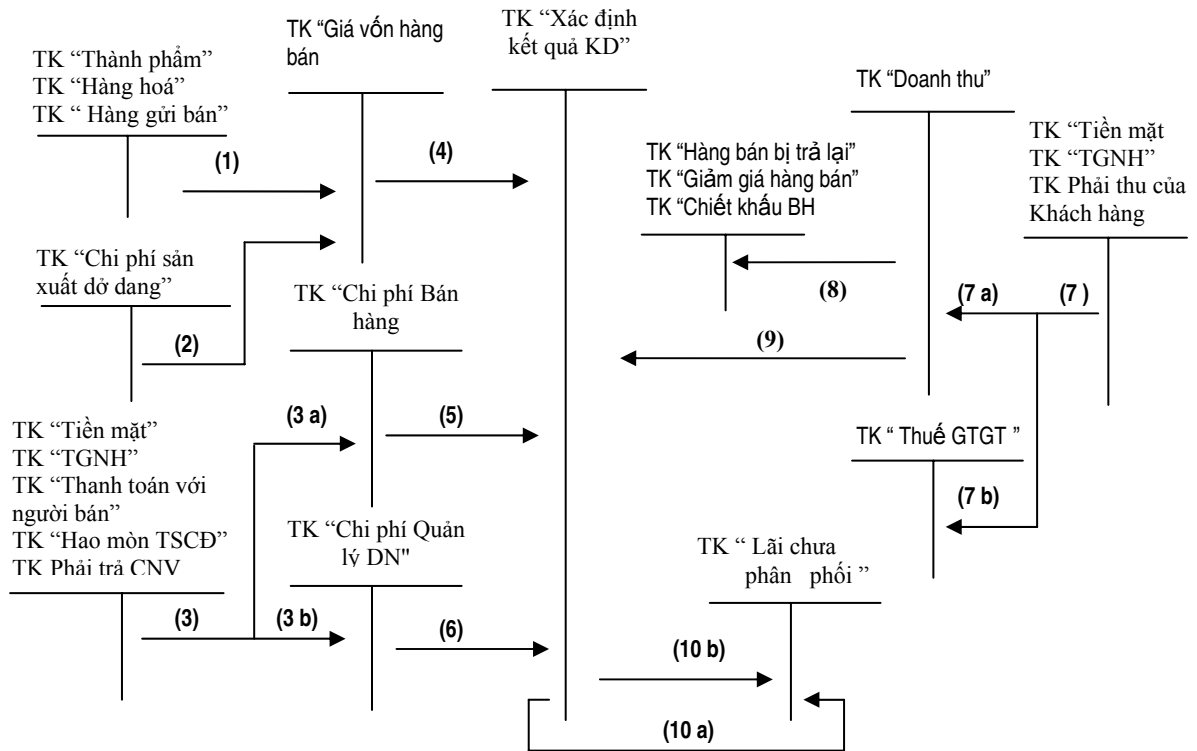 TK “Thành phẩm”
TK “Hàng hoá”
TK “ Hàng gửi bán”
(1)
TK “Giá vốn hàng
bán
(4)
TK “Xác định
kết quả KD”
TK “Doanh thu”
TK “Hàng bán bị trả lại”
TK “Giảm giá hàng bán”
TK “Chiết khấu BH
(8)
TK “Tiền mặt
TK “TGNH”
TK Phải thu của
Khách hàng
(7 a)
(7 )
TK “Chi phí sản
xuất dở dang”
(2)
TK “Chi phí Bán
hàng
(9)
TK “Tiền mặt”
TK “TGNH”
TK “Thanh toán với
người bán”
TK “Hao mòn TSCĐ”
TK Phải trả CNV
(3 a)
(5)
TK “ Thuế GTGT ”
(7 b)
TK “Chi phí Quản
lý DN"
(3)
(3 b)
(6)
TK “ Lãi chưa
phân phối ”
(10 b)
(10 a)